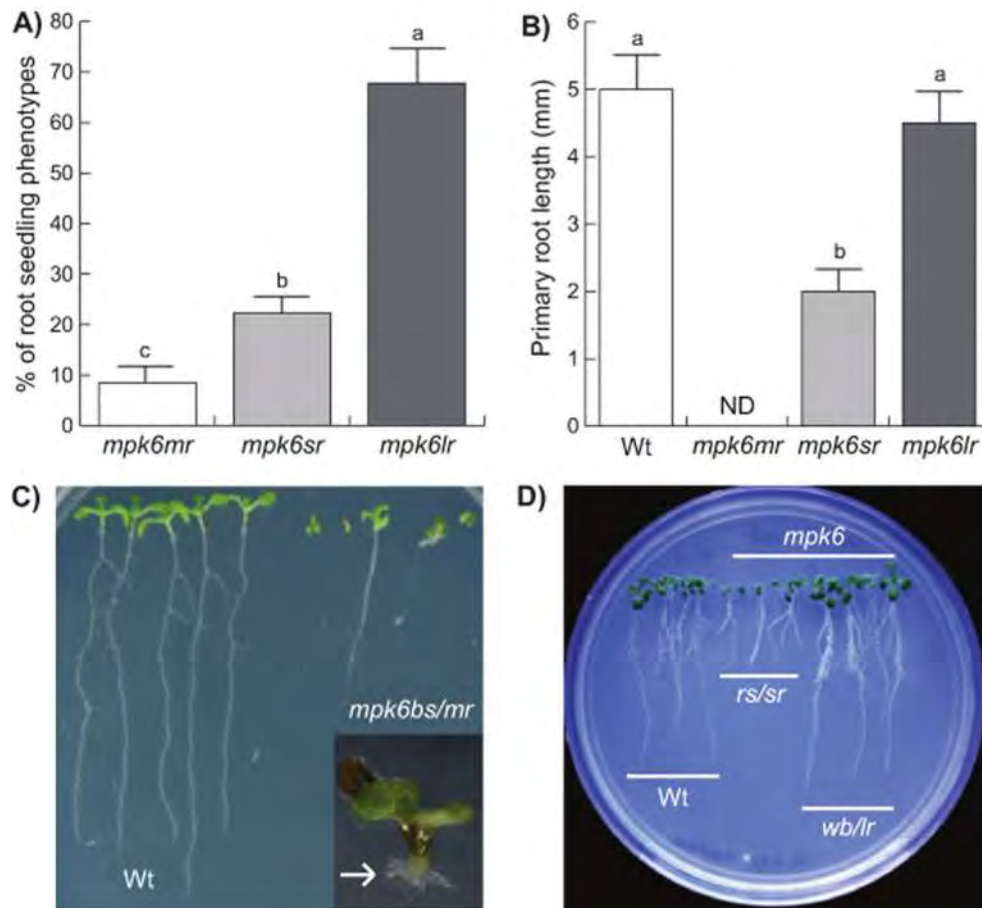 A)
% of root seedling phenotypes
80
70
60
50
40
30
20
10
0
c
b
a
mpk6mr
mpk6sr
mpk6lr
B)
Primary root length (mm)
6
5
4
3
2
1
0
a
ND
b
a
Wt
mpk6mr
mpk6sr
mpk6lr
C)
mpk6bs/mr
Wt
D)
mpk6
rs/sr
Wt
wb/lr